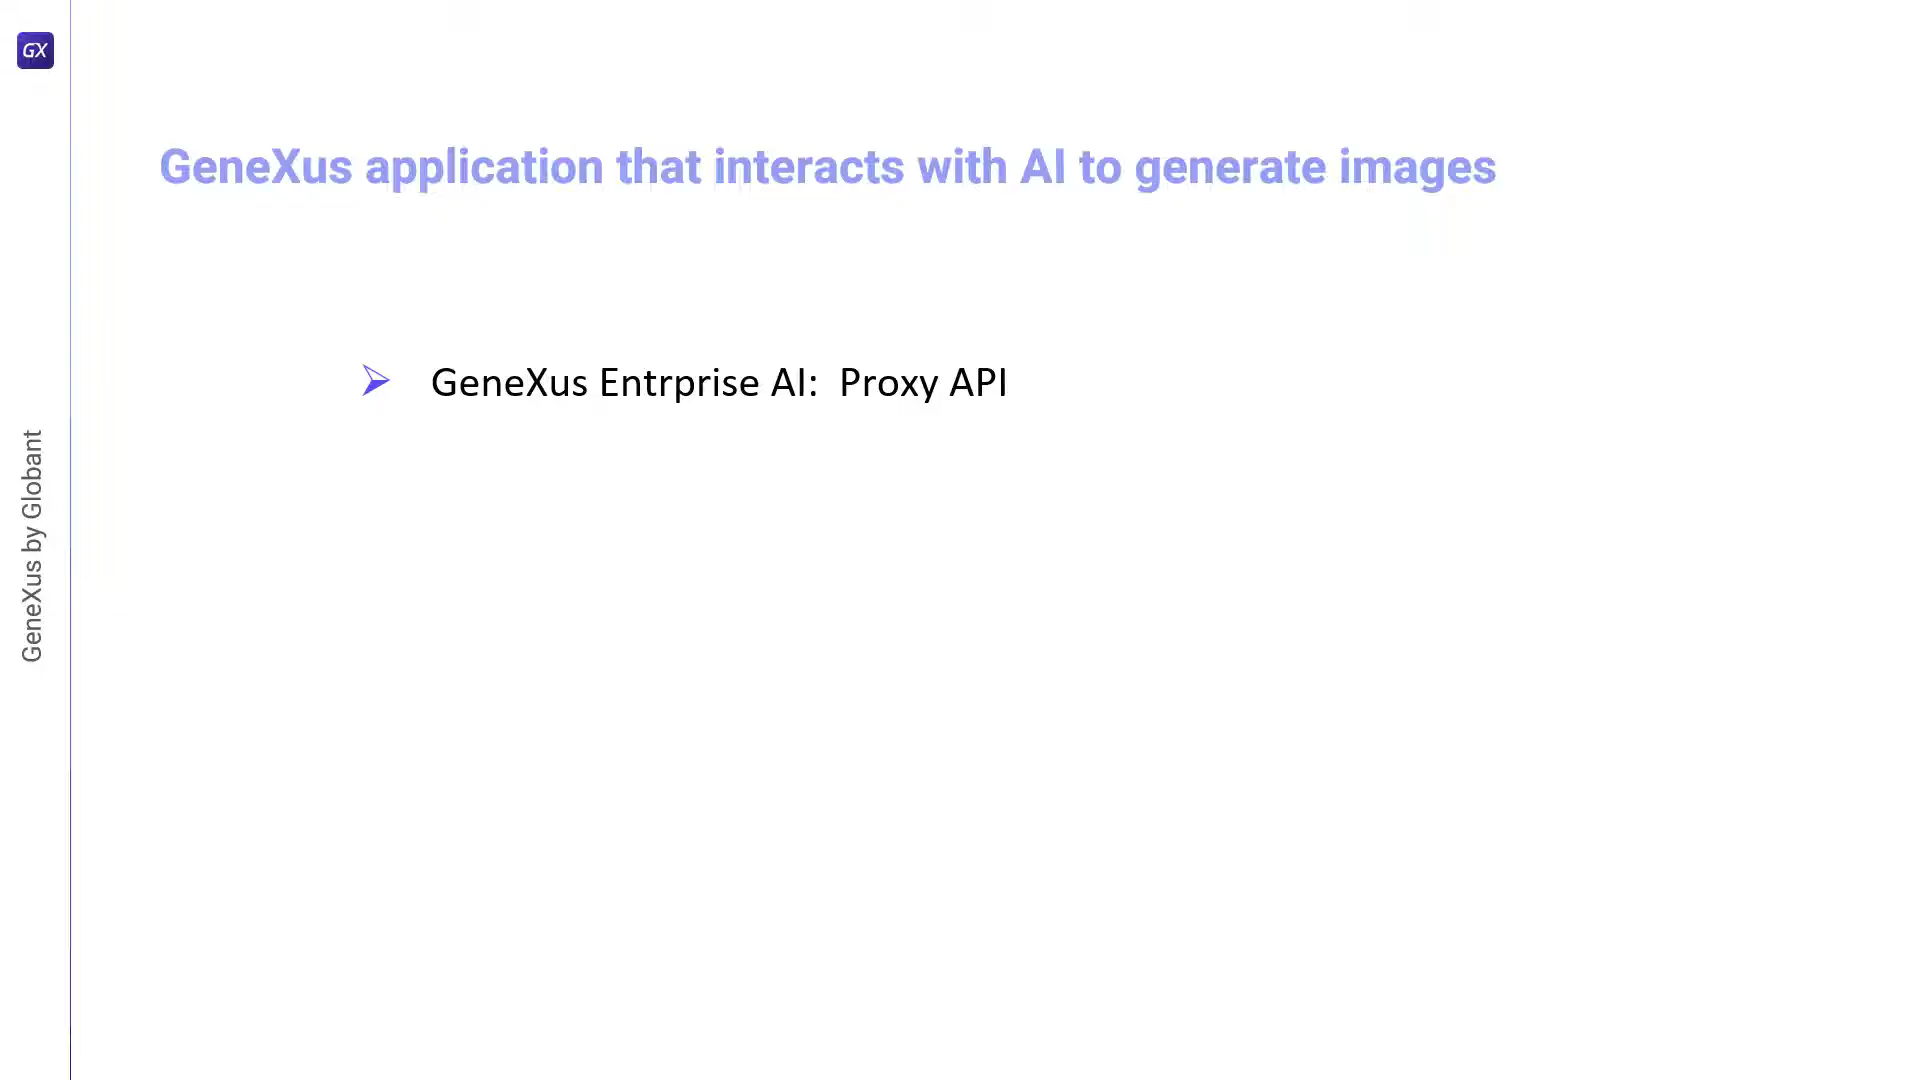 GX
GeneXus application that interacts with AI to generate images
GeneXus Entrprise AI:  Proxy API
GeneXus by Globant